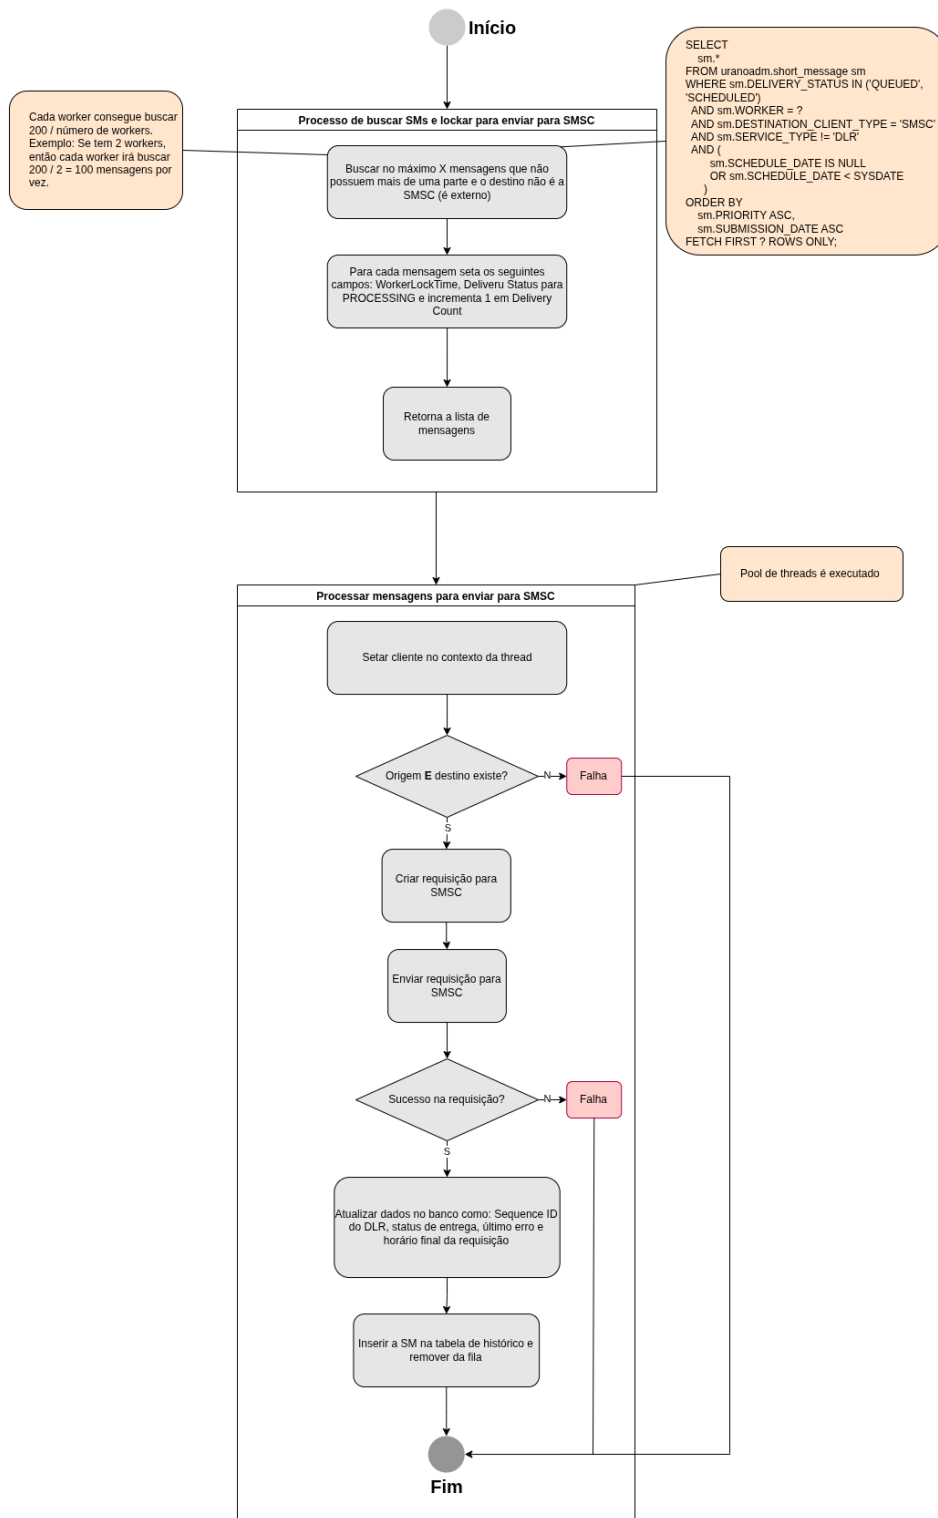 Início
SELECT
sm.*
FROM uranoadm.short_message sm
WHERE sm.DELIVERY_STATUS IN ('QUEUED',
'SCHEDULED')
AND sm.WORKER = ?
AND sm.DESTINATION_CLIENT_TYPE = 'SMSC'
AND sm.SERVICE_TYPE != 'DLR'
AND (
sm.SCHEDULE_DATE IS NULL
OR sm.SCHEDULE_DATE < SYSDATE
)
ORDER BY
sm.PRIORITY ASC,
sm.SUBMISSION_DATE ASC
FETCH FIRST ? ROWS ONLY;
Cada worker consegue buscar
200 / número de workers.
Exemplo: Se tem 2 workers,
então cada worker irá buscar
200 / 2 = 100 mensagens por
vez.
Processo de buscar SMs e lockar para enviar para SMSC
Buscar no máximo X mensagens que não
possuem mais de uma parte e o destino não é a
SMSC (é externo)
Para cada mensagem seta os seguintes
campos: WorkerLockTime, Deliveru Status para
PROCESSING e incrementa 1 em Delivery
Count
Retorna a lista de
mensagens
Pool de threads é executado
Processar mensagens para enviar para SMSC
Setar cliente no contexto da thread
Origem E destino existe?
N
Falha
S
Criar requisição para
SMSC
Enviar requisição para
SMSC
Sucesso na requisição?
N
Falha
S
Atualizar dados no banco como: Sequence ID
do DLR, status de entrega, último erro e
horário final da requisição
Inserir a SM na tabela de histórico e
remover da fila
Fim